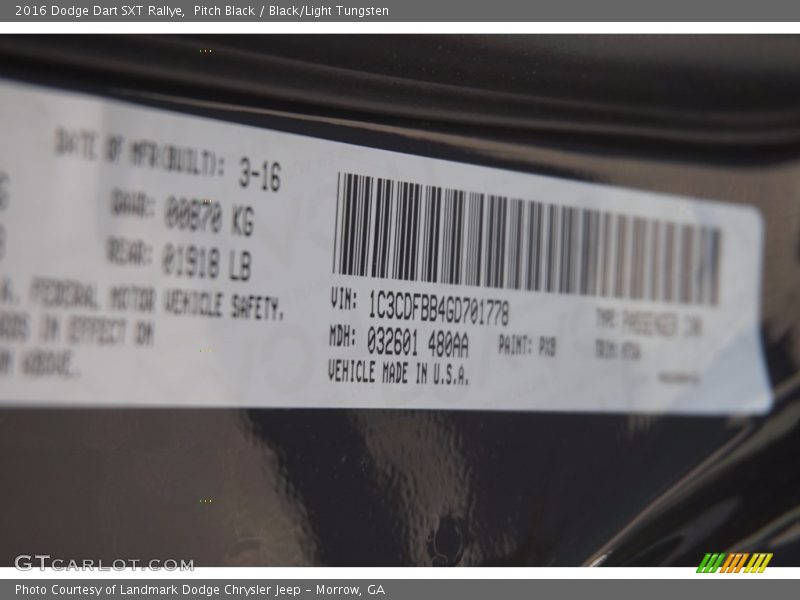 2016 Dodge Dart SXT Rallye,  Pitch Black / Black/Light Tungsten
DATE OF MFR(BUILT): 3-16
GAWR: 00870 KG
REAR: 01918 LB
FEDERAL MOTOR VEHICLE SAFETY,
IN EFFECT ON
ABOVE.
VIN: 1C3CDFBB4GD701778
MDH: 032601 480AA
PAINT: PXB
VEHICLE MADE IN U.S.A.
TYPE: PASSENGER CAR
TRIM:
GTCARLOT.COM
Photo Courtesy of Landmark Dodge Chrysler Jeep – Morrow, GA